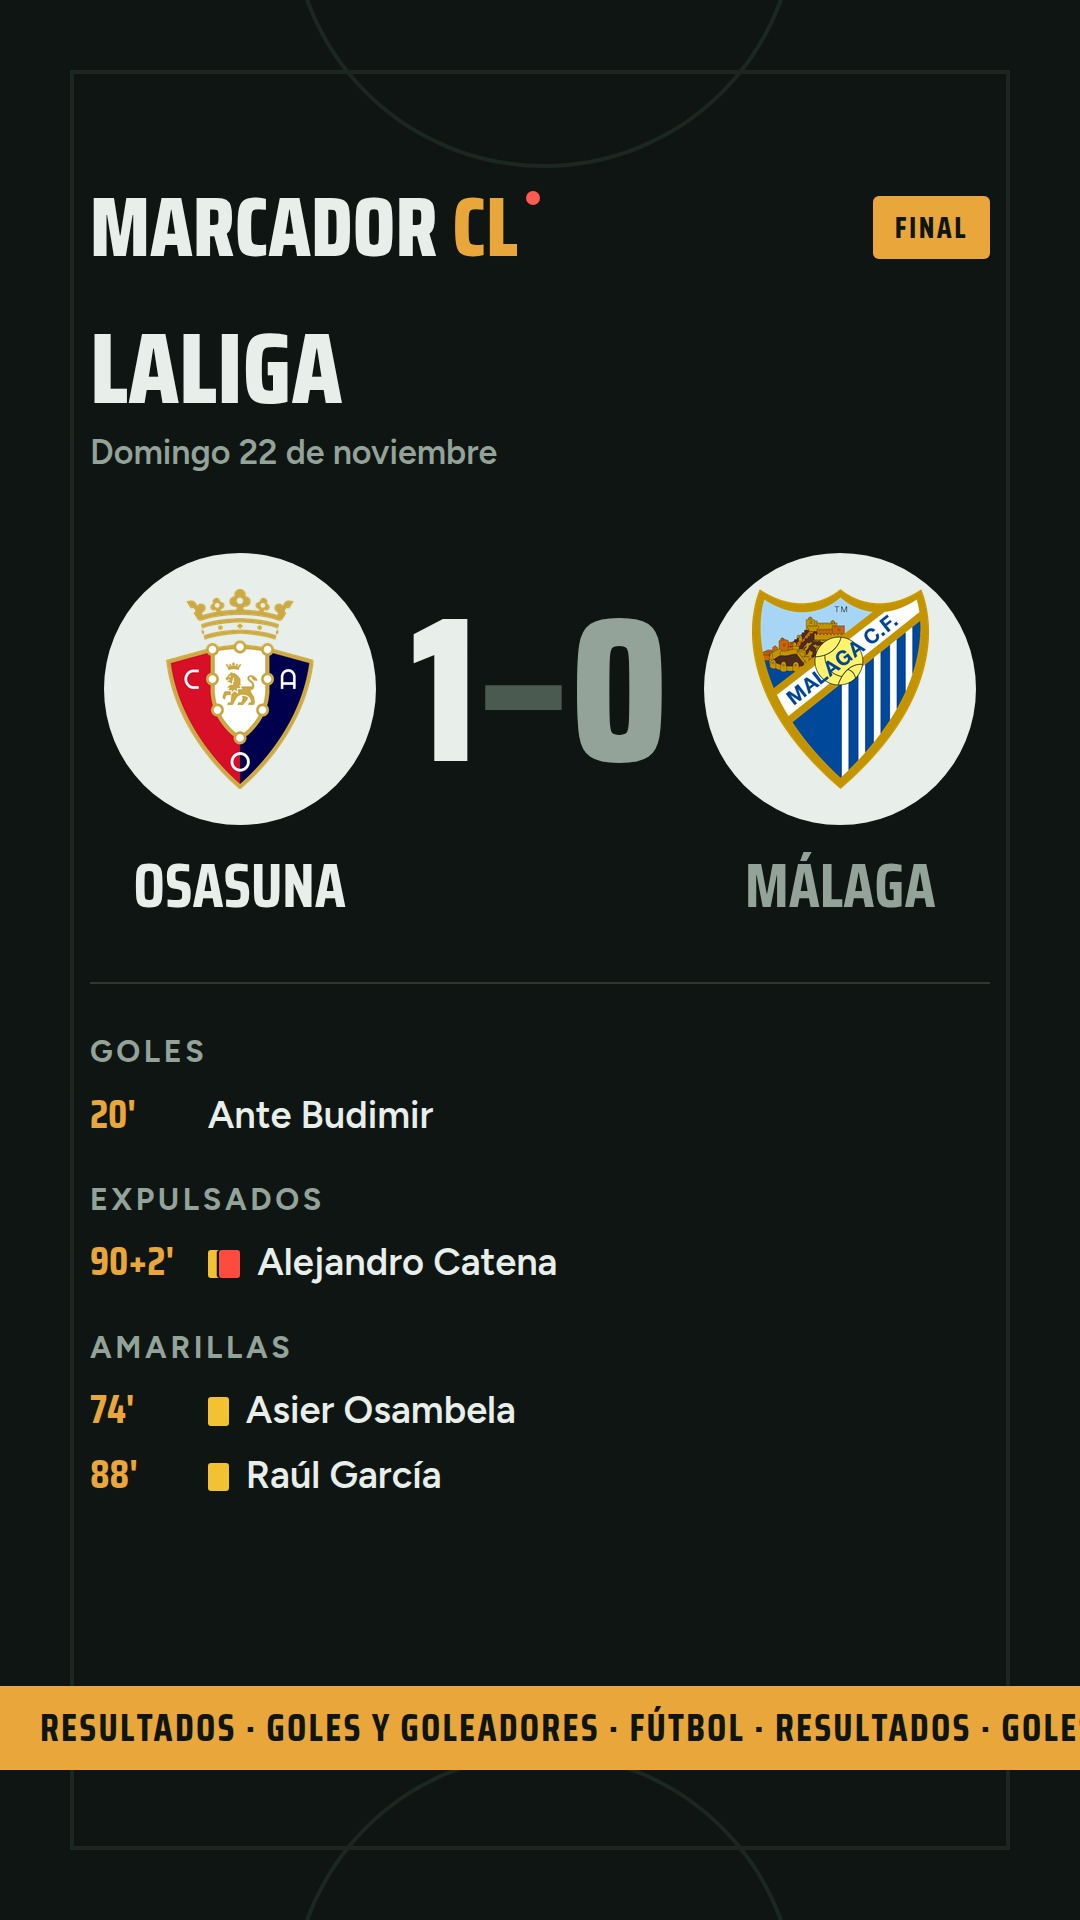 MARCADOR CL
FINAL
LALIGA
Domingo 22 de noviembre
C A
O
1–0
TM
MALAGA C.F.
OSASUNA
MÁLAGA
GOLES
20' Ante Budimir
EXPULSADOS
90+2' Alejandro Catena
AMARILLAS
74' Asier Osambela
88' Raúl García
RESULTADOS · GOLES Y GOLEADORES · FÚTBOL · RESULTADOS · GOLES